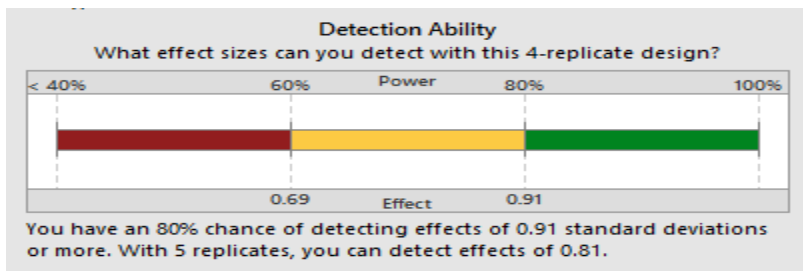 Detection Ability
What effect sizes can you detect with this 4-replicate design?
< 40% 60% Power 80% 100%
0.69 Effect 0.91
You have an 80% chance of detecting effects of 0.91 standard deviations
or more. With 5 replicates, you can detect effects of 0.81.